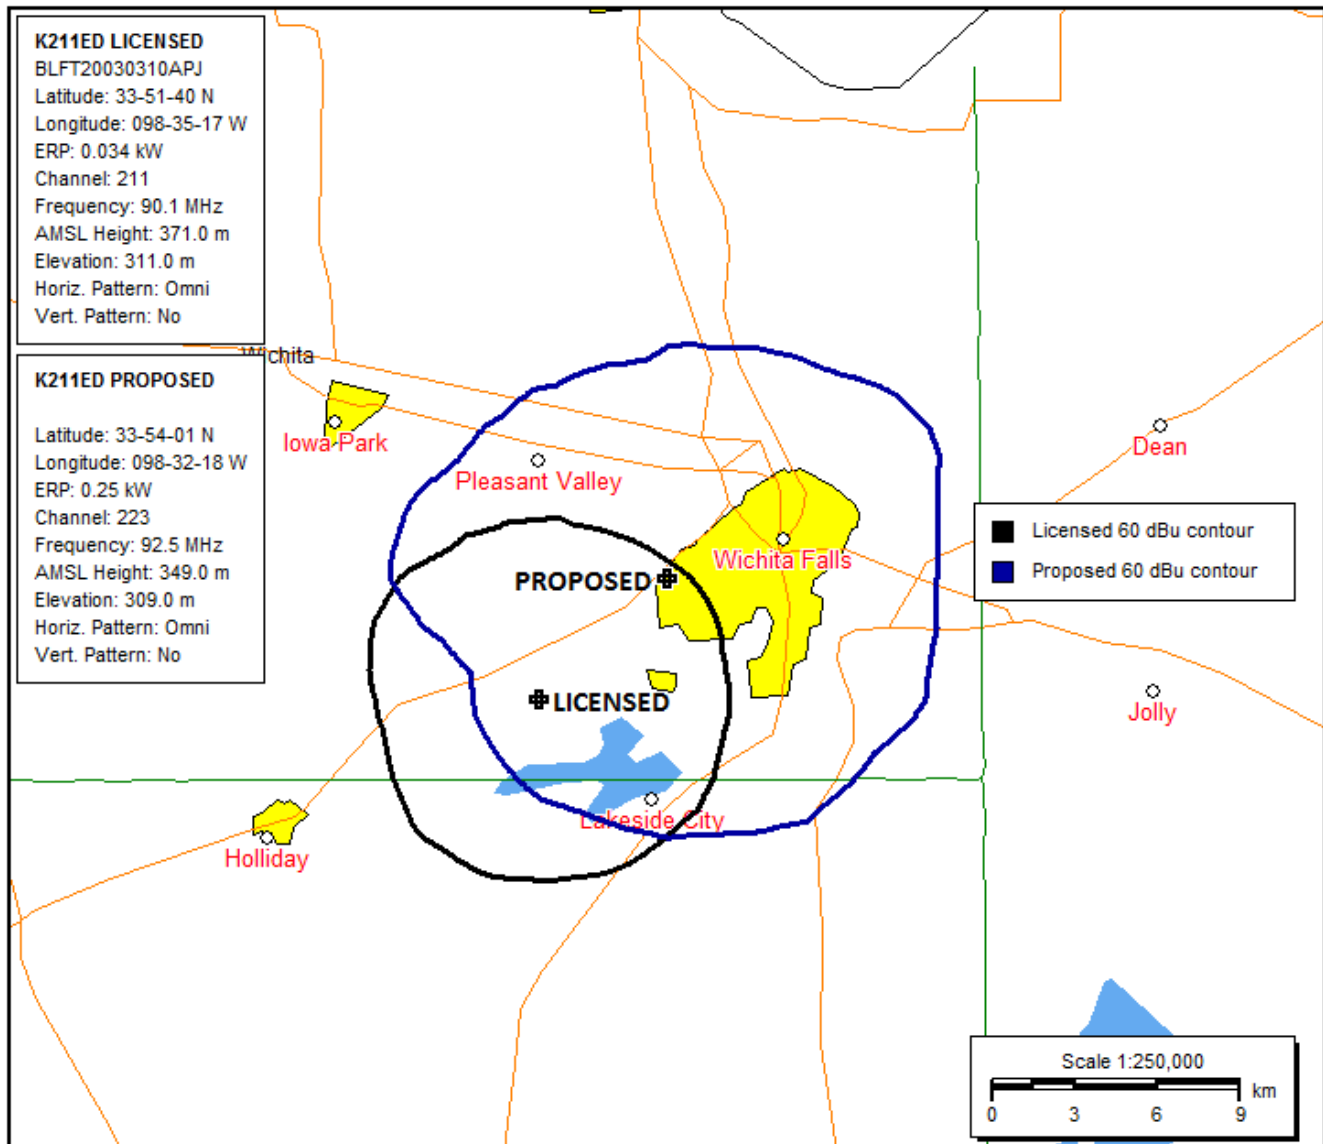 K211ED LICENSED
BLFT20030310APJ
Latitude: 33-51-40 N
Longitude: 098-35-17 W
ERP: 0.034 kW
Channel: 211
Frequency: 90.1 MHz
AMSL Height: 371.0 m
Elevation: 311.0 m
Horiz. Pattern: Omni
Vert. Pattern: No
Wichita
K211ED PROPOSED
Latitude: 33-54-01 N
Longitude: 098-32-18 W
ERP: 0.25 kW
Channel: 223
Frequency: 92.5 MHz
AMSL Height: 349.0 m
Elevation: 309.0 m
Horiz. Pattern: Omni
Vert. Pattern: No
Iowa Park
Pleasant Valley
Dean
Licensed 60 dBu contour
Proposed 60 dBu contour
Wichita Falls
PROPOSED
LICENSED
Jolly
Lakeside City
Holliday
Scale 1:250,000
km
0 3 6 9